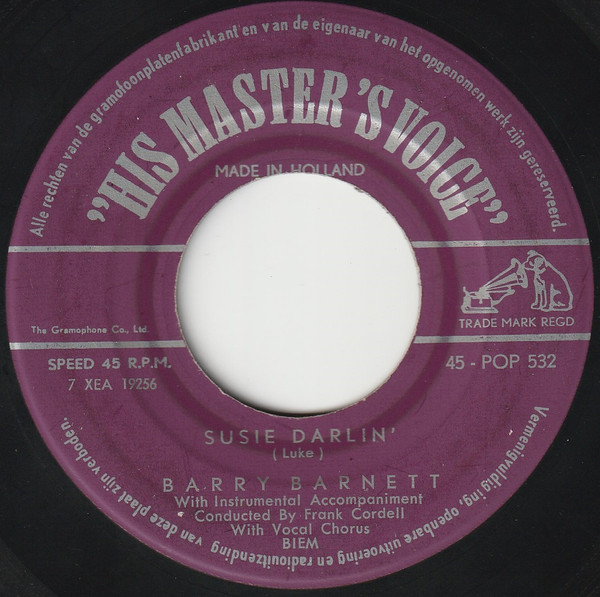 Alle rechten van de gramofoonplatenfabrikant en van de eigenaar van het opgenomen werk zijn gereserveerd.
"HIS MASTER'S VOICE"
MADE IN HOLLAND
The Gramophone Co., Ltd.
TRADE MARK REGD
SPEED 45 R.P.M.
7 XEA 19256
45 - POP 532
SUSIE DARLIN'
( Luke )
BARRY BARNETT
With Instrumental Accompaniment
Conducted By Frank Cordell
With Vocal Chorus
BIEM
Vermenigvuldiging, openbare uitvoering en radiouitzending van deze plaat zijn verboden.